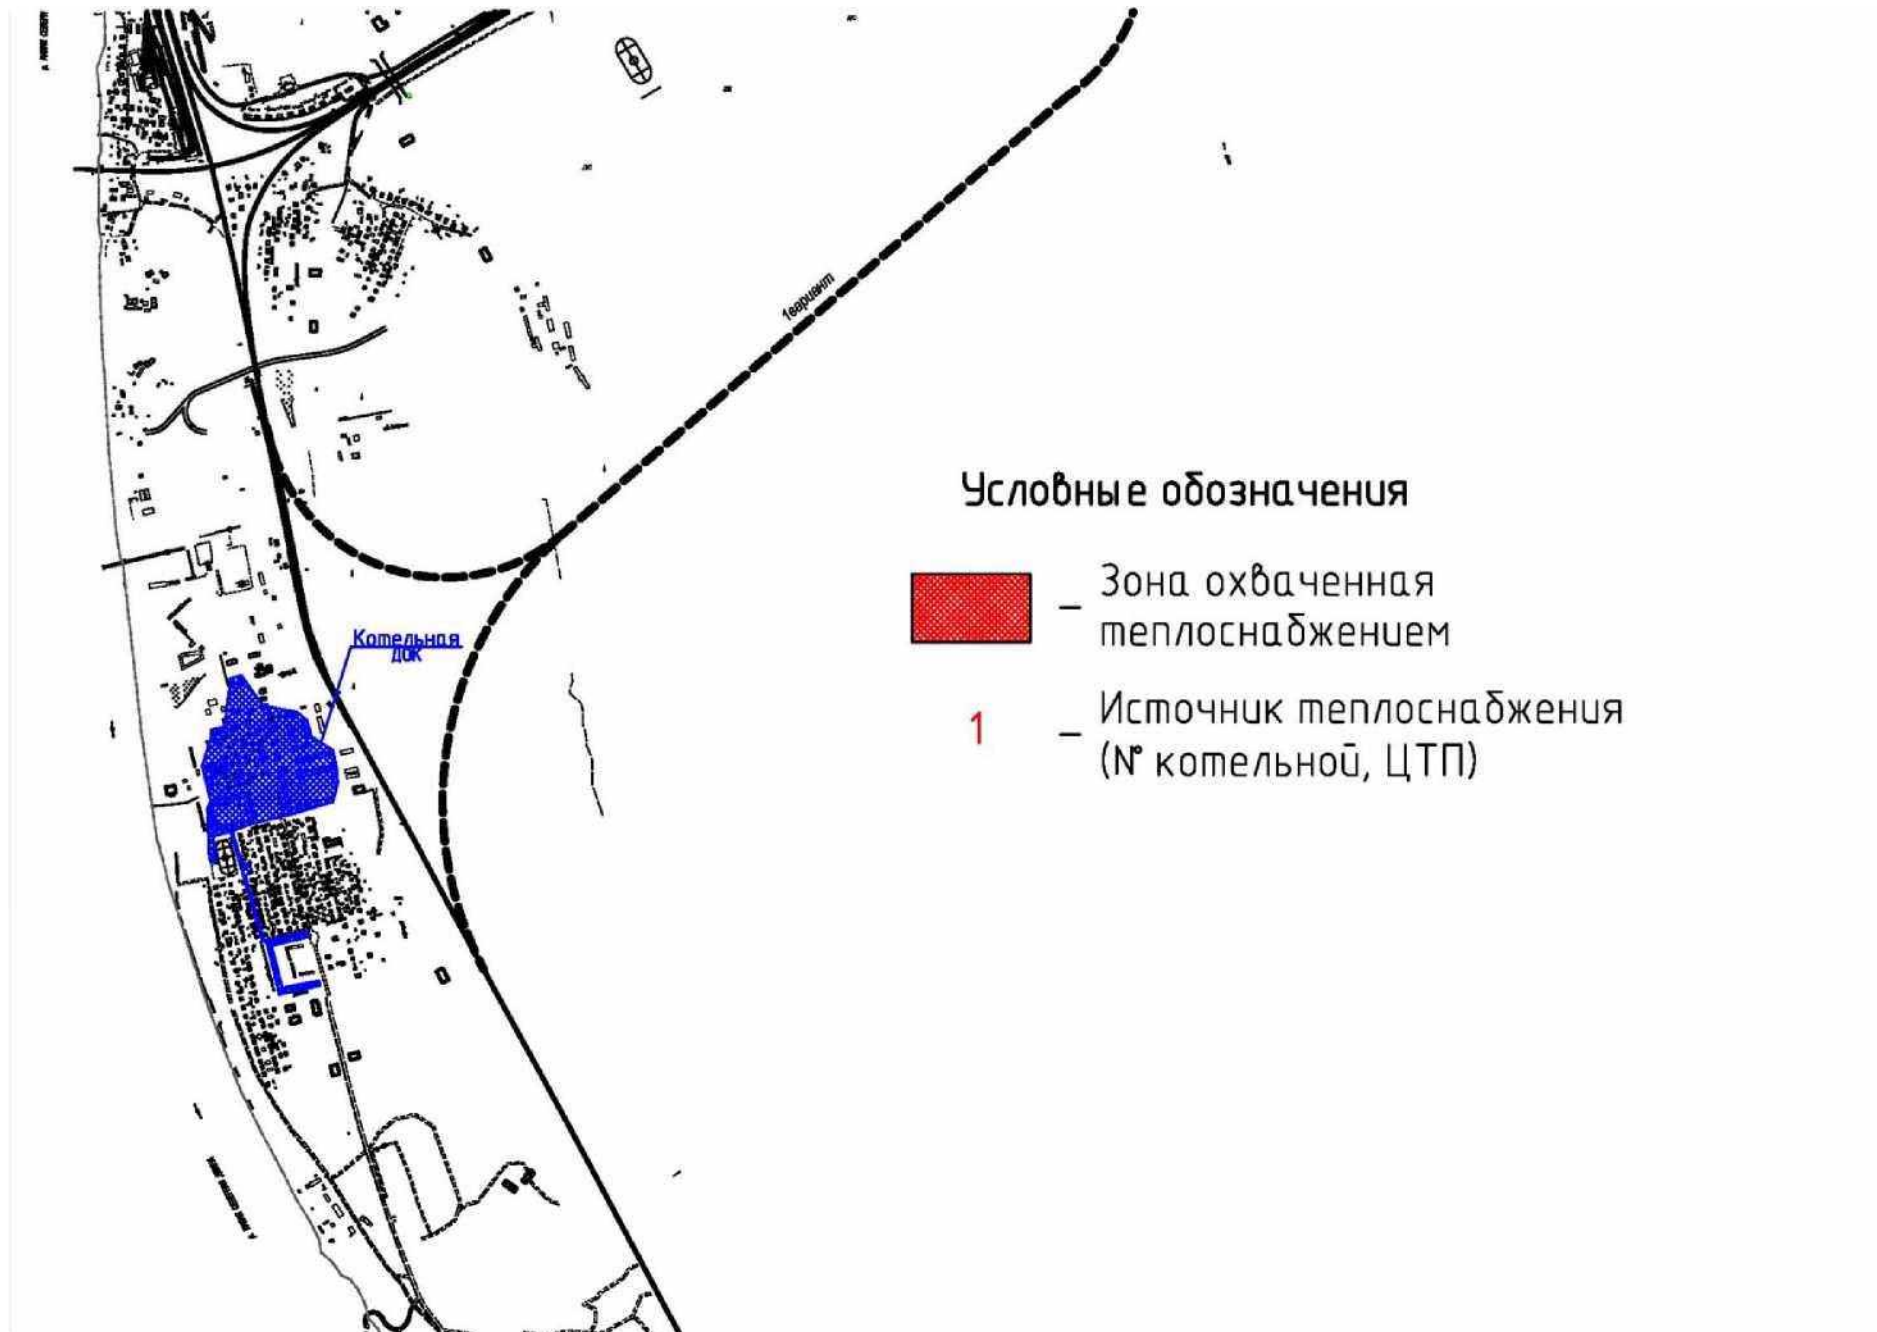 1вариант
Котельная
ДОК
Условные обозначения
Зона охваченная
теплоснабжением
1
Источник теплоснабжения
(№ котельной, ЦТП)